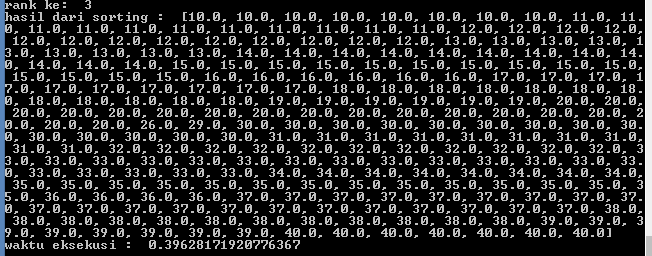 rank ke:  3
hasil dari sorting :  [10.0, 10.0, 10.0, 10.0, 10.0, 10.0, 10.0, 10.0, 11.0, 11.
0, 11.0, 11.0, 11.0, 11.0, 11.0, 11.0, 11.0, 11.0, 11.0, 12.0, 12.0, 12.0, 12.0,
 12.0, 12.0, 12.0, 12.0, 12.0, 12.0, 12.0, 12.0, 12.0, 13.0, 13.0, 13.0, 13.0, 1
3.0, 13.0, 13.0, 13.0, 13.0, 14.0, 14.0, 14.0, 14.0, 14.0, 14.0, 14.0, 14.0, 14.
0, 14.0, 14.0, 14.0, 15.0, 15.0, 15.0, 15.0, 15.0, 15.0, 15.0, 15.0, 15.0, 15.0,
 15.0, 15.0, 15.0, 15.0, 16.0, 16.0, 16.0, 16.0, 16.0, 16.0, 17.0, 17.0, 17.0, 1
7.0, 17.0, 17.0, 17.0, 17.0, 17.0, 17.0, 18.0, 18.0, 18.0, 18.0, 18.0, 18.0, 18.
0, 18.0, 18.0, 18.0, 18.0, 18.0, 19.0, 19.0, 19.0, 19.0, 19.0, 19.0, 20.0, 20.0,
 20.0, 20.0, 20.0, 20.0, 20.0, 20.0, 20.0, 20.0, 20.0, 20.0, 20.0, 20.0, 20.0, 2
0.0, 20.0, 20.0, 26.0, 29.0, 30.0, 30.0, 30.0, 30.0, 30.0, 30.0, 30.0, 30.0, 30.
0, 30.0, 30.0, 30.0, 30.0, 30.0, 31.0, 31.0, 31.0, 31.0, 31.0, 31.0, 31.0, 31.0,
 31.0, 31.0, 32.0, 32.0, 32.0, 32.0, 32.0, 32.0, 32.0, 32.0, 32.0, 32.0, 32.0, 3
3.0, 33.0, 33.0, 33.0, 33.0, 33.0, 33.0, 33.0, 33.0, 33.0, 33.0, 33.0, 33.0, 33.
0, 33.0, 33.0, 33.0, 33.0, 34.0, 34.0, 34.0, 34.0, 34.0, 34.0, 34.0, 34.0, 34.0,
 35.0, 35.0, 35.0, 35.0, 35.0, 35.0, 35.0, 35.0, 35.0, 35.0, 35.0, 35.0, 35.0, 3
5.0, 36.0, 36.0, 36.0, 36.0, 37.0, 37.0, 37.0, 37.0, 37.0, 37.0, 37.0, 37.0, 37.
0, 37.0, 37.0, 37.0, 37.0, 37.0, 37.0, 37.0, 37.0, 37.0, 37.0, 37.0, 37.0, 38.0,
 38.0, 38.0, 38.0, 38.0, 38.0, 38.0, 38.0, 38.0, 38.0, 38.0, 39.0, 39.0, 39.0, 3
9.0, 39.0, 39.0, 39.0, 39.0, 39.0, 40.0, 40.0, 40.0, 40.0, 40.0, 40.0, 40.0]
waktu eksekusi :  0.39628171920776367